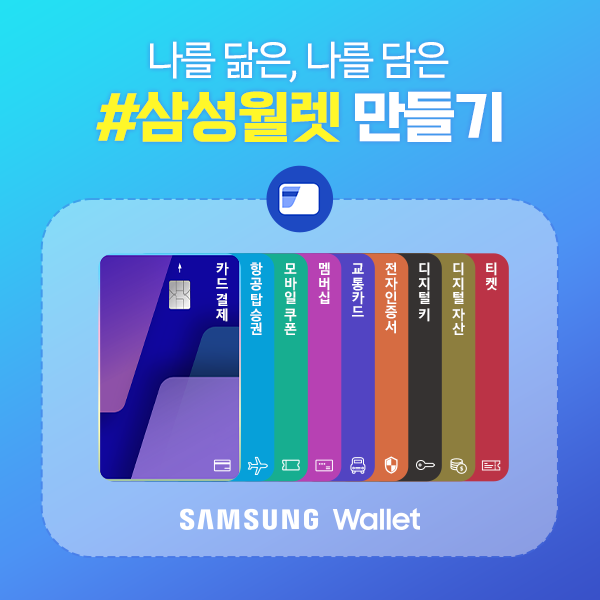 나를 닮은, 나를 담은
#삼성월렛 만들기
카드결제
항공탑승권
모바일 쿠폰
멤버십
교통카드
전자인증서
디지털 키
디지털 자산
티켓
SAMSUNG Wallet